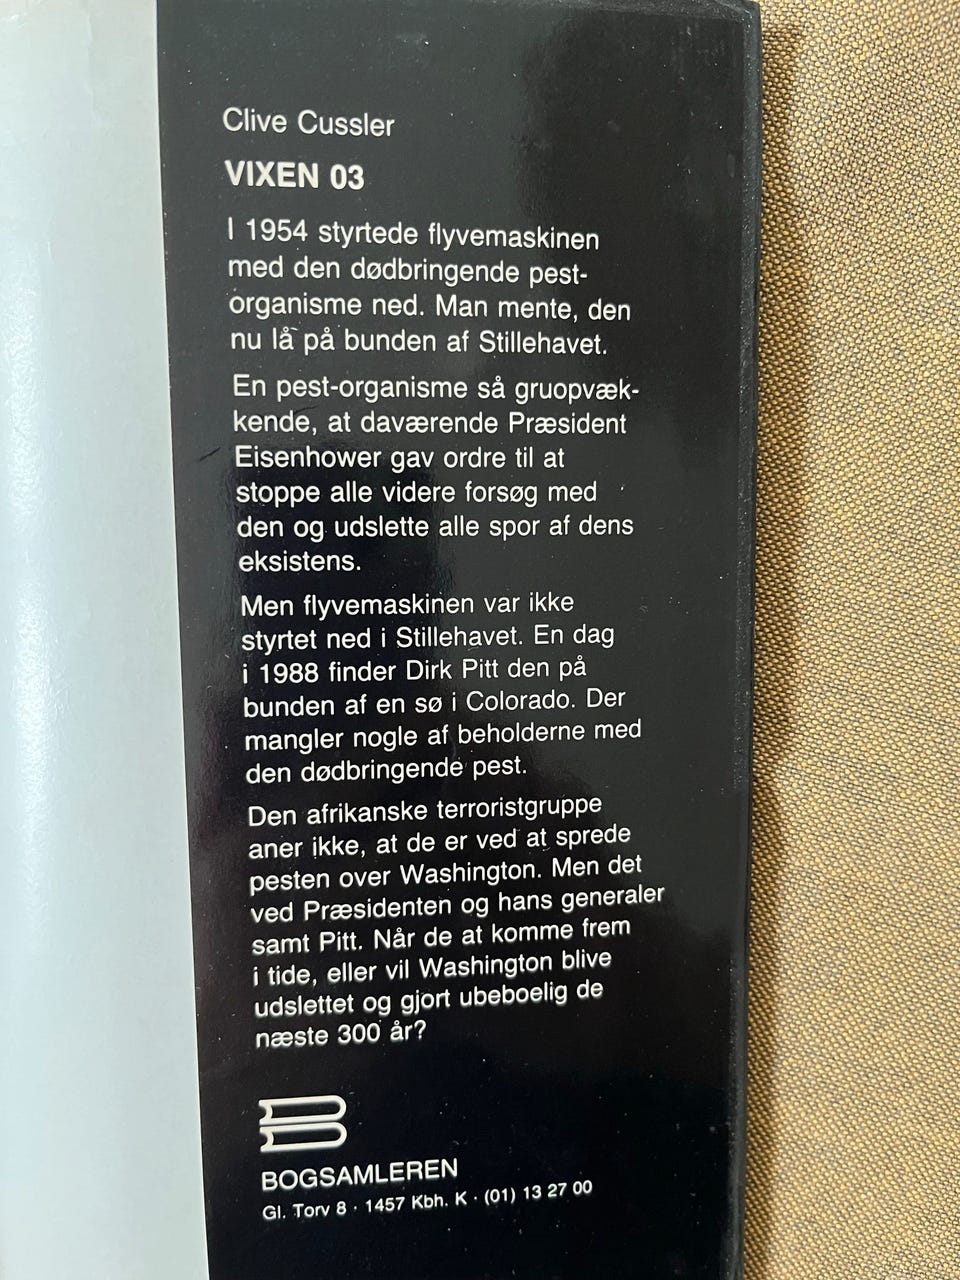 Clive Cussler
VIXEN 03
I 1954 styrtede flyvemaskinen
med den dødbringende pest-
organisme ned. Man mente, den
nu lå på bunden af Stillehavet.
En pest-organisme så gruopvæk-
kende, at daværende Præsident
Eisenhower gav ordre til at
stoppe alle videre forsøg med
den og udslette alle spor af dens
eksistens.
Men flyvemaskinen var ikke
styrtet ned i Stillehavet. En dag
i 1988 finder Dirk Pitt den på
bunden af en sø i Colorado. Der
mangler nogle af beholderne med
den dødbringende pest.
Den afrikanske terroristgruppe
aner ikke, at de er ved at sprede
pesten over Washington. Men det
ved Præsidenten og hans generaler
samt Pitt. Når de at komme frem
i tide, eller vil Washington blive
udslettet og gjort ubeboelig de
næste 300 år?
BOGSAMLEREN
Gl. Torv 8 · 1457 Kbh. K · (01) 13 27 00